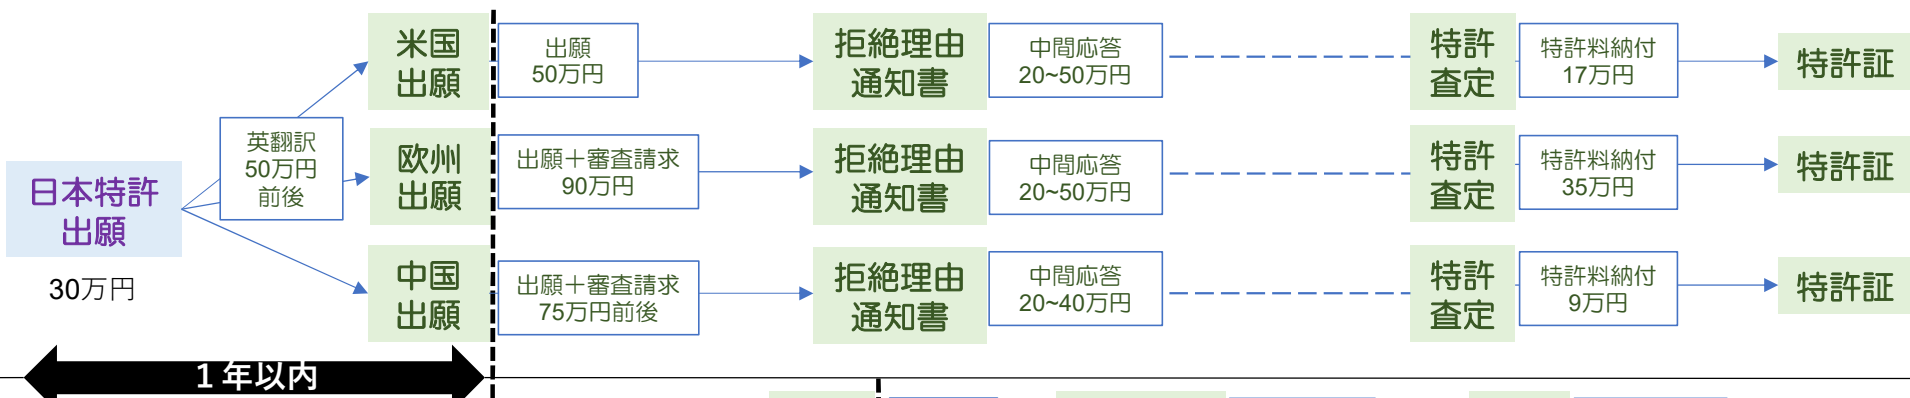 米国
出願
出願
50万円
拒絶理由
通知書
中間応答
20~50万円
特許
査定
特許料納付
17万円
特許証
英翻訳
50万円
前後
欧州
出願
出願＋審査請求
90万円
拒絶理由
通知書
中間応答
20~50万円
特許
査定
特許料納付
35万円
特許証
日本特許
出願
30万円
中国
出願
出願＋審査請求
75万円前後
拒絶理由
通知書
中間応答
20~40万円
特許
査定
特許料納付
9万円
特許証
１年以内